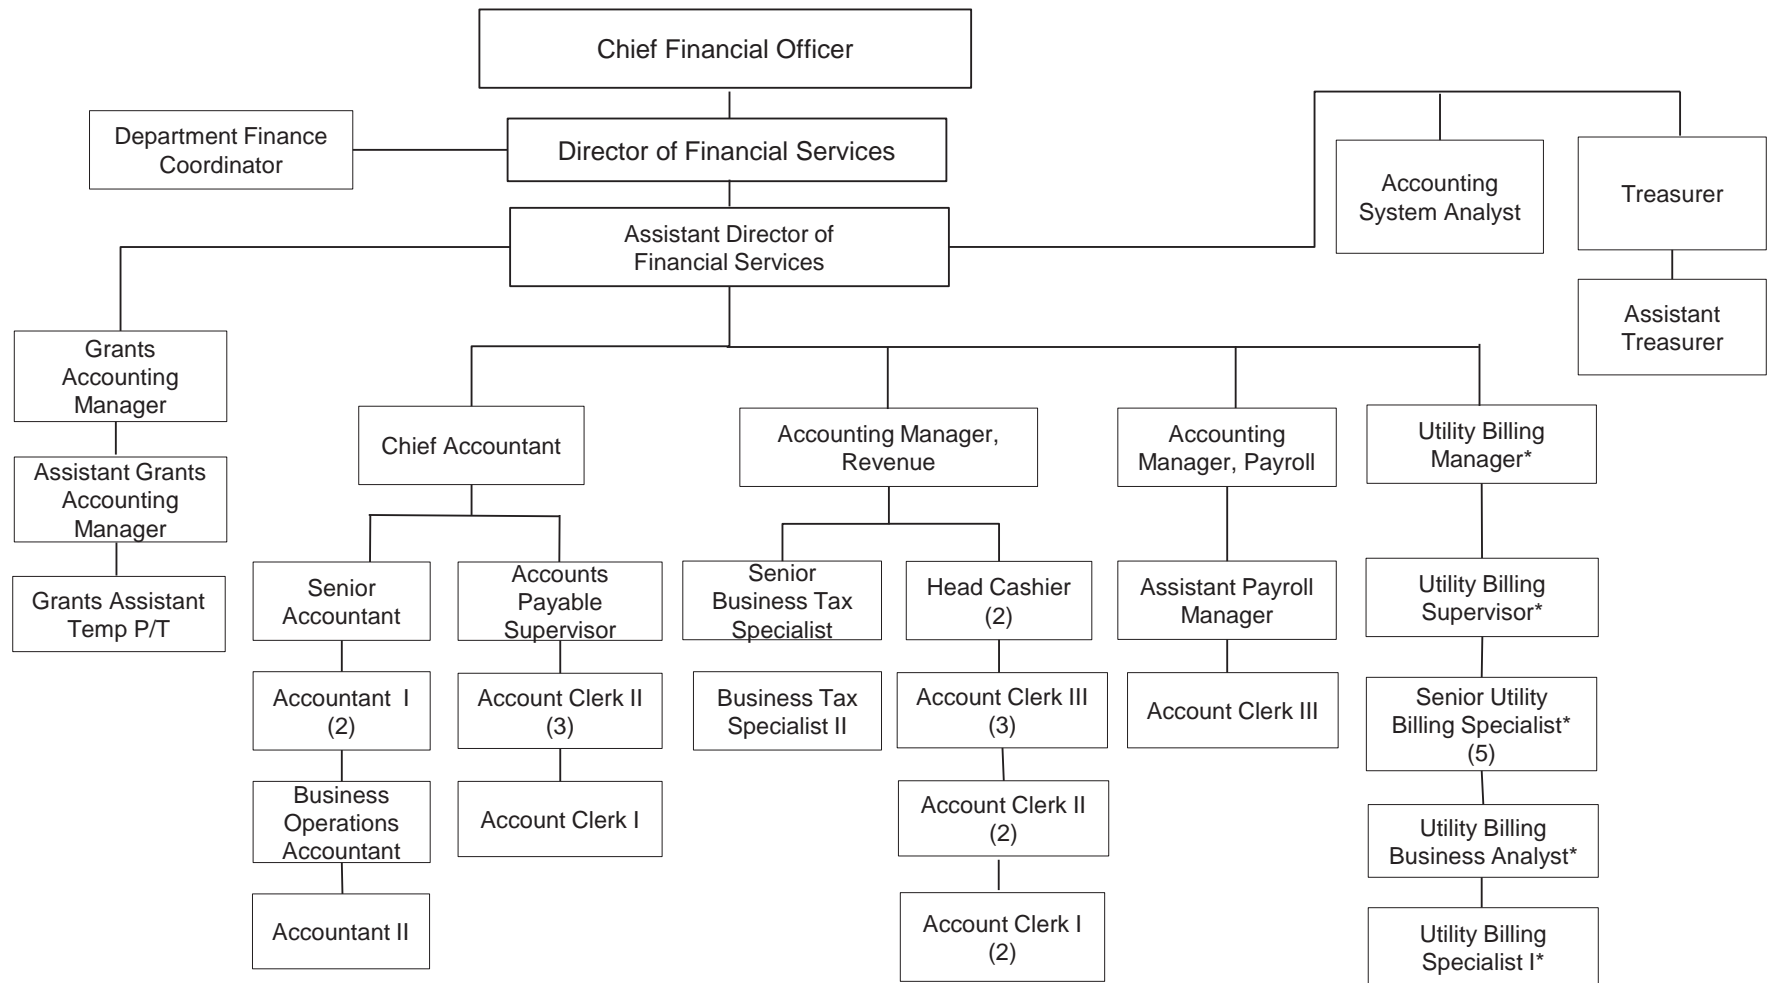 Chief Financial Officer
Department Finance
Coordinator
Director of Financial Services
Accounting
System Analyst
Treasurer
Assistant Director of
Financial Services
Assistant
Treasurer
Grants
Accounting
Manager
Chief Accountant
Accounting Manager,
Revenue
Accounting
Manager, Payroll
Utility Billing
Manager*
Assistant Grants
Accounting
Manager
Grants Assistant
Temp P/T
Senior
Accountant
Accounts
Payable
Supervisor
Senior
Business Tax
Specialist
Head Cashier
(2)
Assistant Payroll
Manager
Utility Billing
Supervisor*
Accountant I
(2)
Account Clerk II
(3)
Business Tax
Specialist II
Account Clerk III
(3)
Account Clerk III
Senior Utility
Billing Specialist*
(5)
Business
Operations
Accountant
Account Clerk I
Account Clerk II
(2)
Utility Billing
Business Analyst*
Accountant II
Account Clerk I
(2)
Utility Billing
Specialist I*